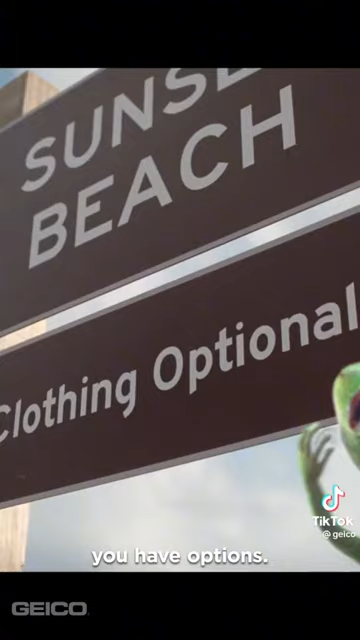 SUNSE
BEACH
Clothing Optional
TikTok
@ geico
you have options.
GEICO